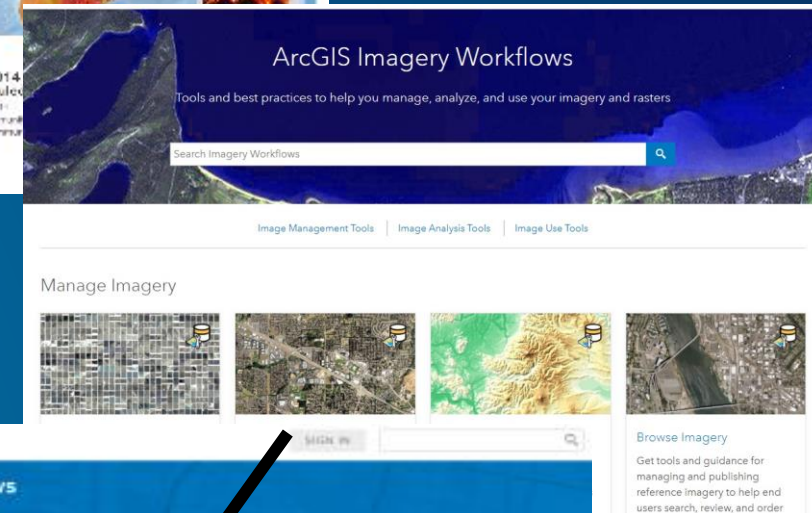 ArcGIS Imagery Workflows
Tools and best practices to help you manage, analyze, and use your imagery and rasters
Search Imagery Workflows
Image Management Tools
Image Analysis Tools
Image Use Tools
Manage Imagery
SIGN IN
Browse Imagery
Get tools and guidance for
managing and publishing
reference imagery to help end
users search, review, and order